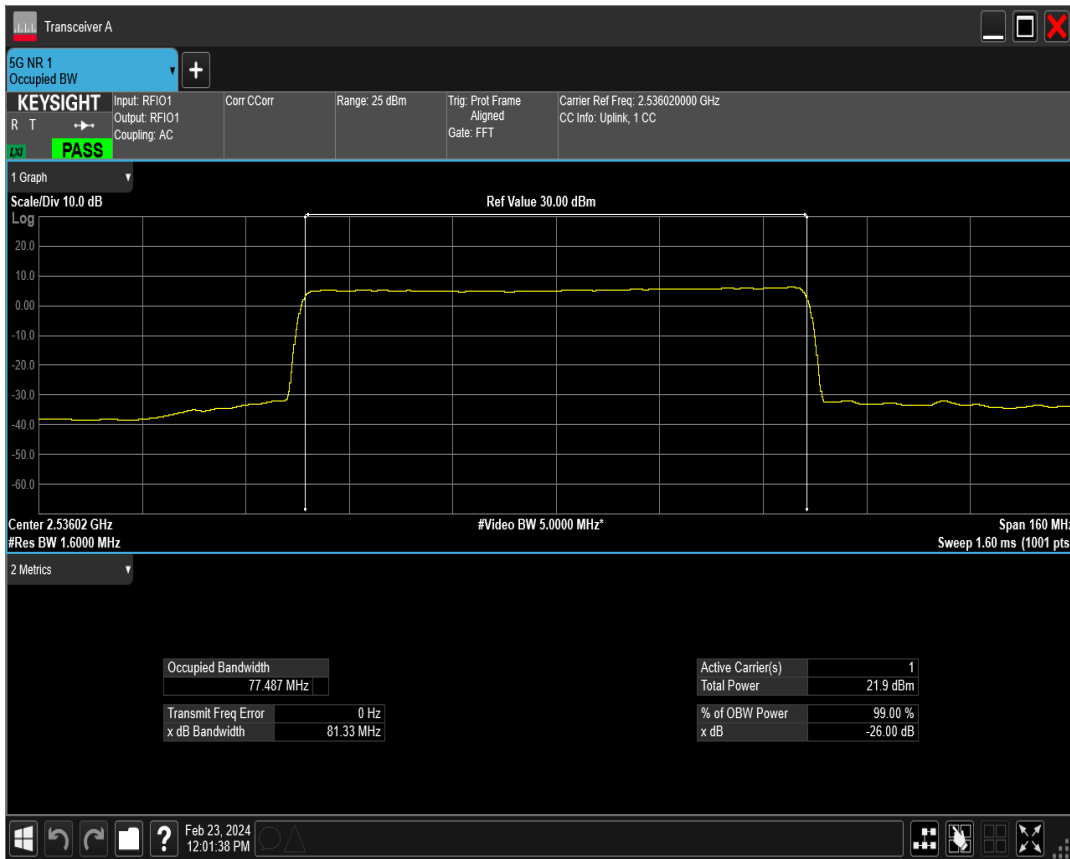 Transceiver A
5G NR 1
Occupied BW
+
KEYSIGHT
R T
LXI
PASS
Input: RFIO1
Output: RFIO1
Coupling: AC
Corr CCorr
Range: 25 dBm
Trig: Prot Frame
Aligned
Gate: FFT
Carrier Ref Freq: 2.536020000 GHz
CC Info: Uplink, 1 CC
1 Graph
Scale/Div 10.0 dB
Ref Value 30.00 dBm
Log
20.0
10.0
0.00
-10.0
-20.0
-30.0
-40.0
-50.0
-60.0
Center 2.53602 GHz
#Video BW 5.0000 MHz*
Span 160 MHz
#Res BW 1.6000 MHz
Sweep 1.60 ms (1001 pts
2 Metrics
Occupied Bandwidth
77.487 MHz
Transmit Freq Error 0 Hz
x dB Bandwidth 81.33 MHz
Active Carrier(s) 1
Total Power 21.9 dBm
% of OBW Power 99.00 %
x dB -26.00 dB
?
Feb 23, 2024
12:01:38 PM